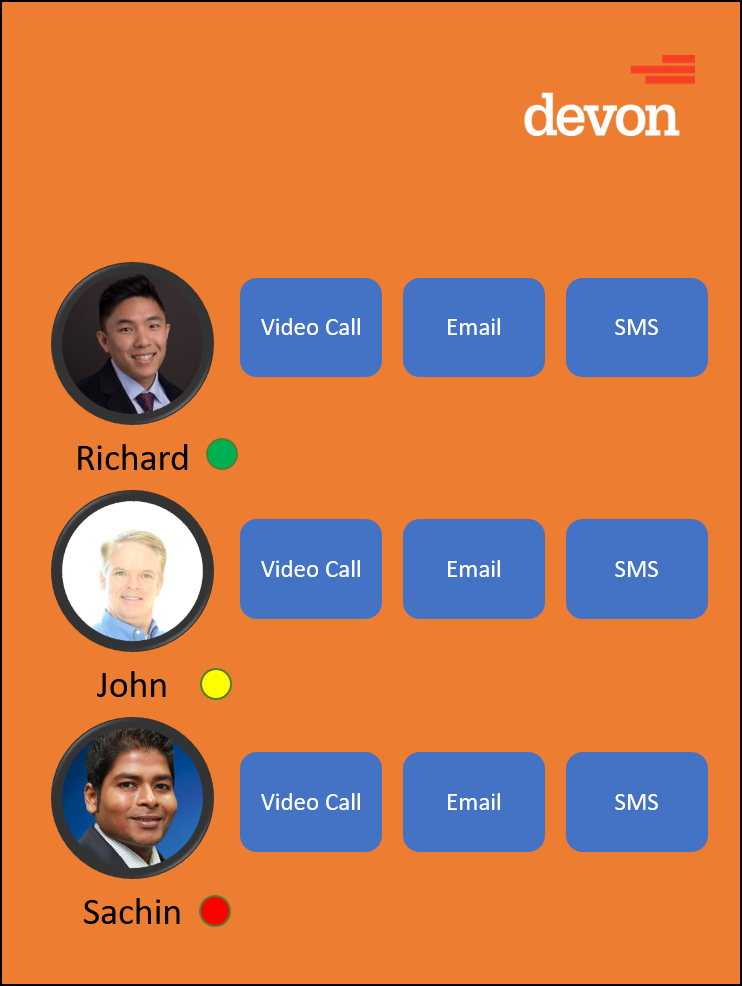 devon
Video Call Email SMS
Richard
Video Call Email SMS
John
Video Call Email SMS
Sachin